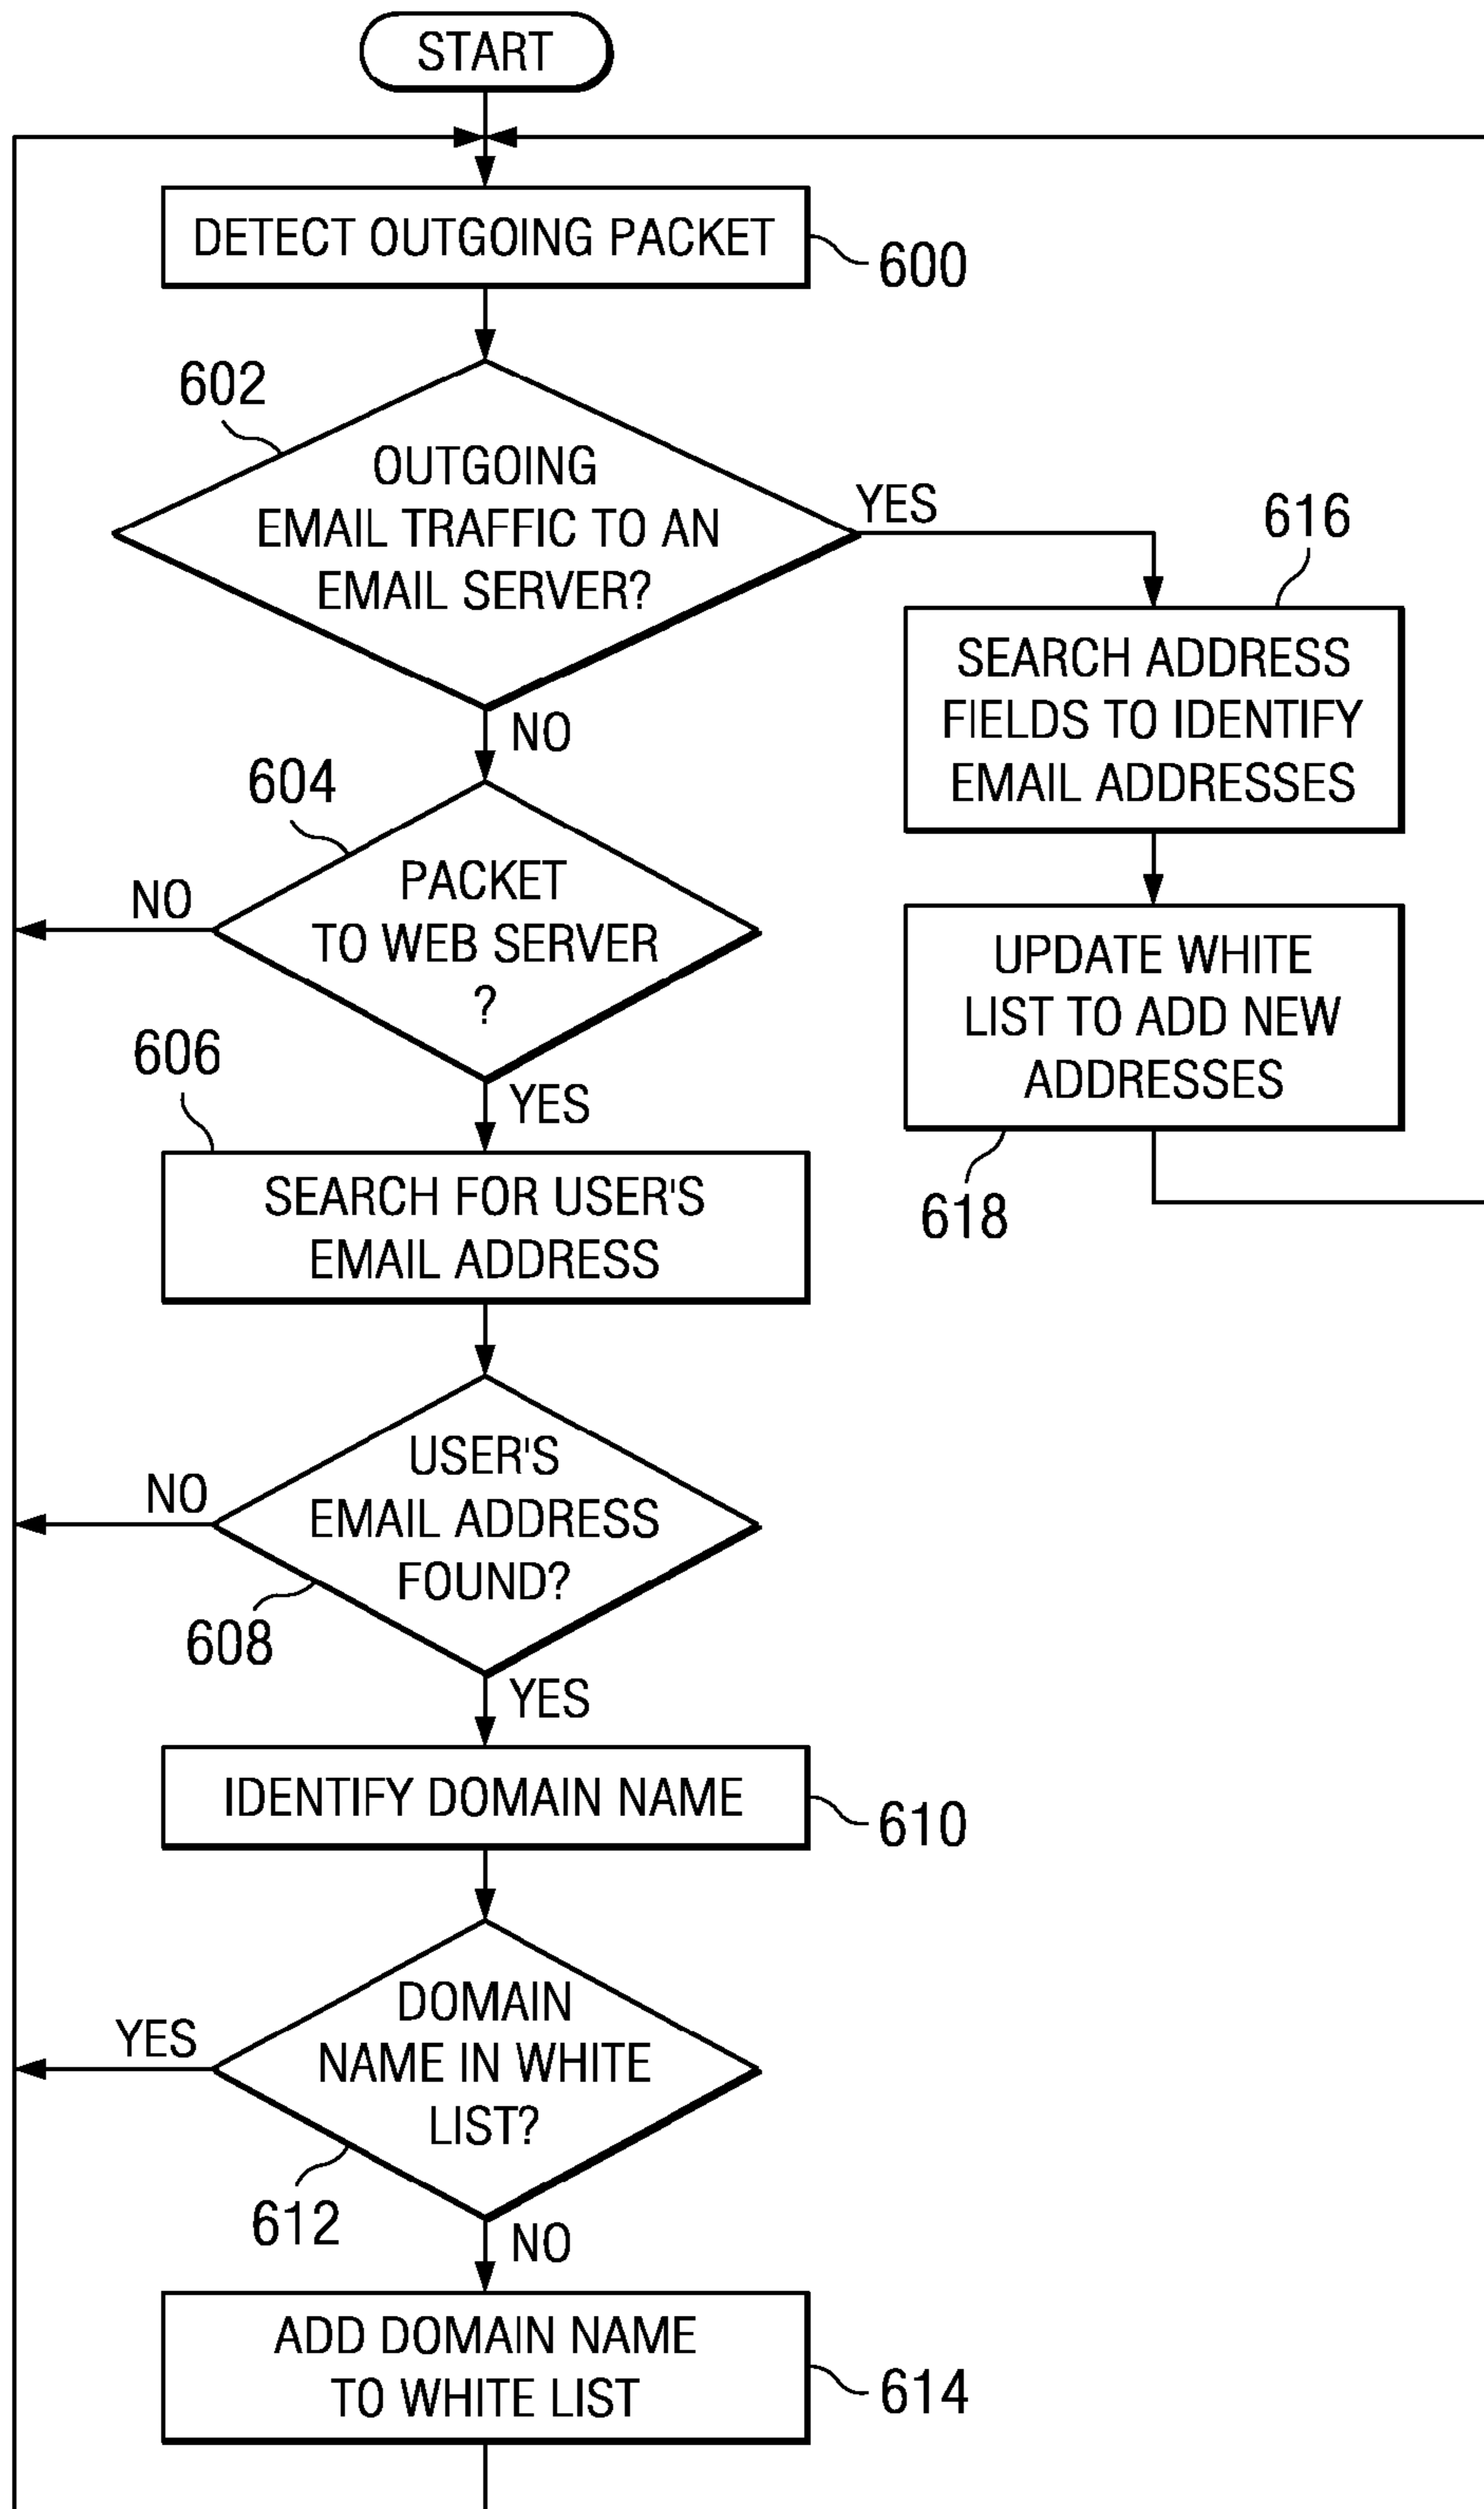 START
DETECT OUTGOING PACKET
600
602
OUTGOING
EMAIL TRAFFIC TO AN
EMAIL SERVER?
YES
NO
616
SEARCH ADDRESS
FIELDS TO IDENTIFY
EMAIL ADDRESSES
604
PACKET
TO WEB SERVER
?
NO
YES
UPDATE WHITE
LIST TO ADD NEW
ADDRESSES
618
606
SEARCH FOR USER'S
EMAIL ADDRESS
USER'S
EMAIL ADDRESS
FOUND?
NO
608
YES
IDENTIFY DOMAIN NAME
610
DOMAIN
NAME IN WHITE
LIST?
YES
612
NO
ADD DOMAIN NAME
TO WHITE LIST
614